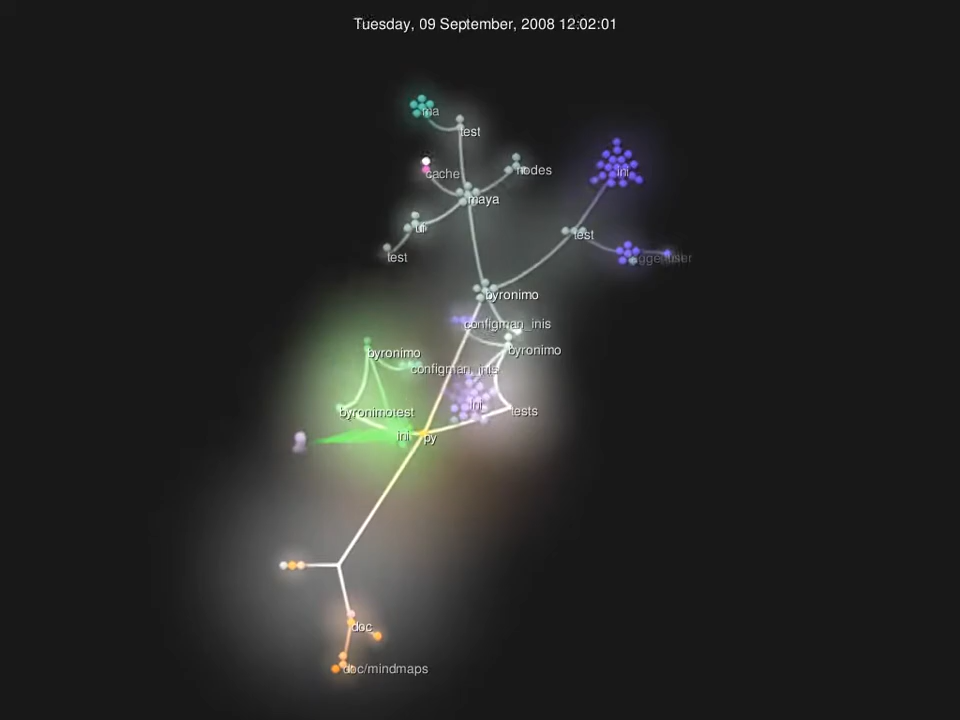 Tuesday, 09 September, 2008 12:02:01
ma
test
cache
nodes
ini
maya
ui
test
test
byronimo
configman_inis
byronimo
byronimo
configman_inis
ini
tests
byronimotest
ini
py
doc
doc/mindmaps